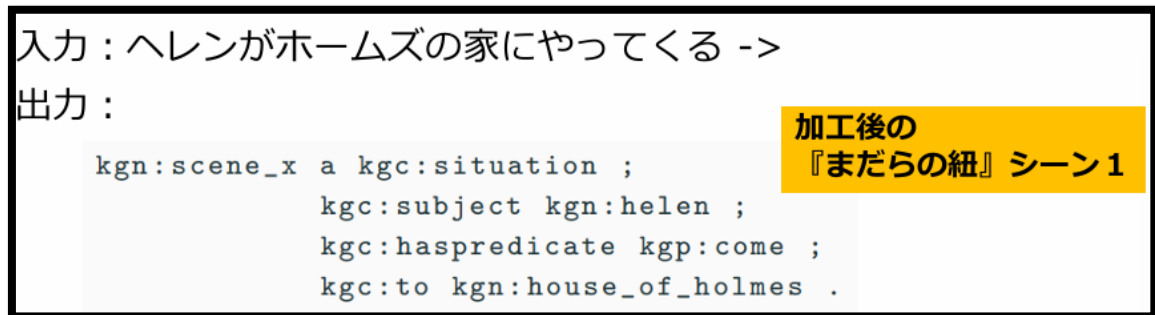 入力：ヘレンがホームズの家にやってくる ->
出力：
加工後の
『まだらの紐』シーン１
kgn:scene_x a kgc:situation ;
kgc:subject kgn:helen ;
kgc:haspredicate kgp:come ;
kgc:to kgn:house_of_holmes .